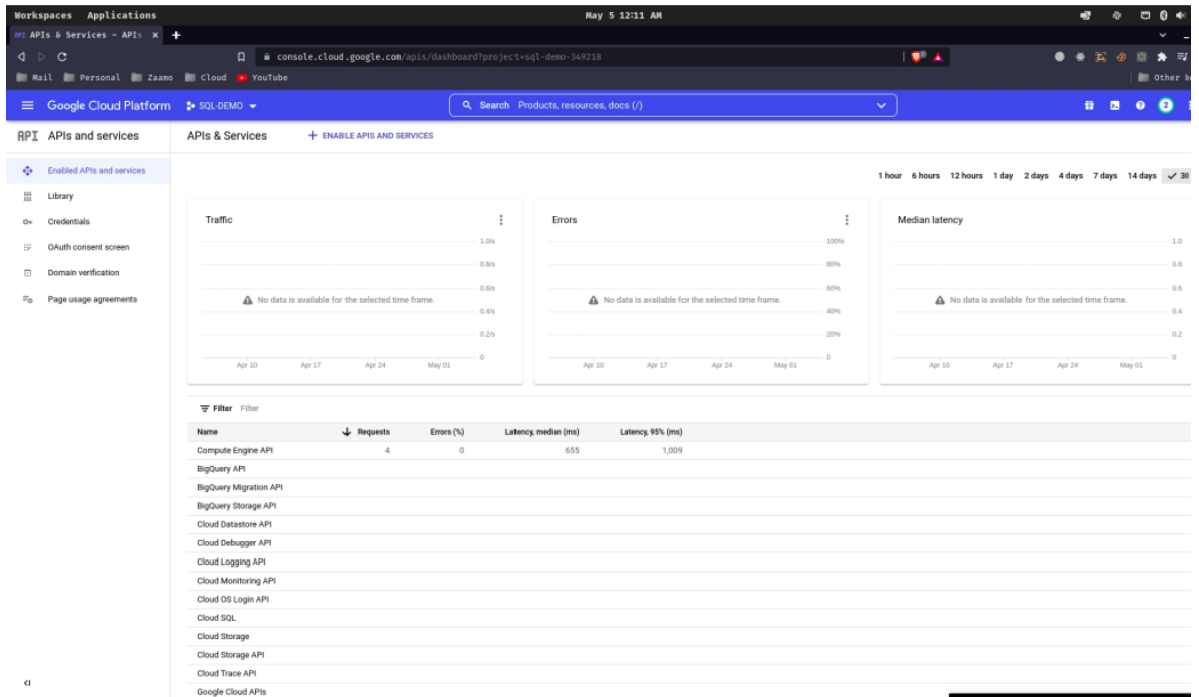 Workspaces Applications May 5 12:11 AM
API APIs & Services – APIs × +
console.cloud.google.com/apis/dashboard?project=sql-demo-349218
Mail Personal Zaamo Cloud YouTube Other
Google Cloud Platform SQL-DEMO Search Products, resources, docs (/) 2
API APIs and services APIs & Services + ENABLE APIS AND SERVICES
Enabled APIs and services
1 hour 6 hours 12 hours 1 day 2 days 4 days 7 days 14 days 30
Library
Credentials
OAuth consent screen
Domain verification
Page usage agreements
Traffic
1.0/s
0.8/s
0.6/s
No data is available for the selected time frame.
0.4/s
0.2/s
0
Apr 10 Apr 17 Apr 24 May 01
Errors
100%
80%
60%
No data is available for the selected time frame.
40%
20%
0
Apr 10 Apr 17 Apr 24 May 01
Median latency
1.0
0.8
0.6
No data is available for the selected time frame.
0.4
0.2
0
Apr 10 Apr 17 Apr 24 May 01
Filter Filter
Name Requests Errors (%) Latency, median (ms) Latency, 95% (ms)
Compute Engine API 4 0 655 1,009
BigQuery API
BigQuery Migration API
BigQuery Storage API
Cloud Datastore API
Cloud Debugger API
Cloud Logging API
Cloud Monitoring API
Cloud OS Login API
Cloud SQL
Cloud Storage
Cloud Storage API
Cloud Trace API
Google Cloud APIs